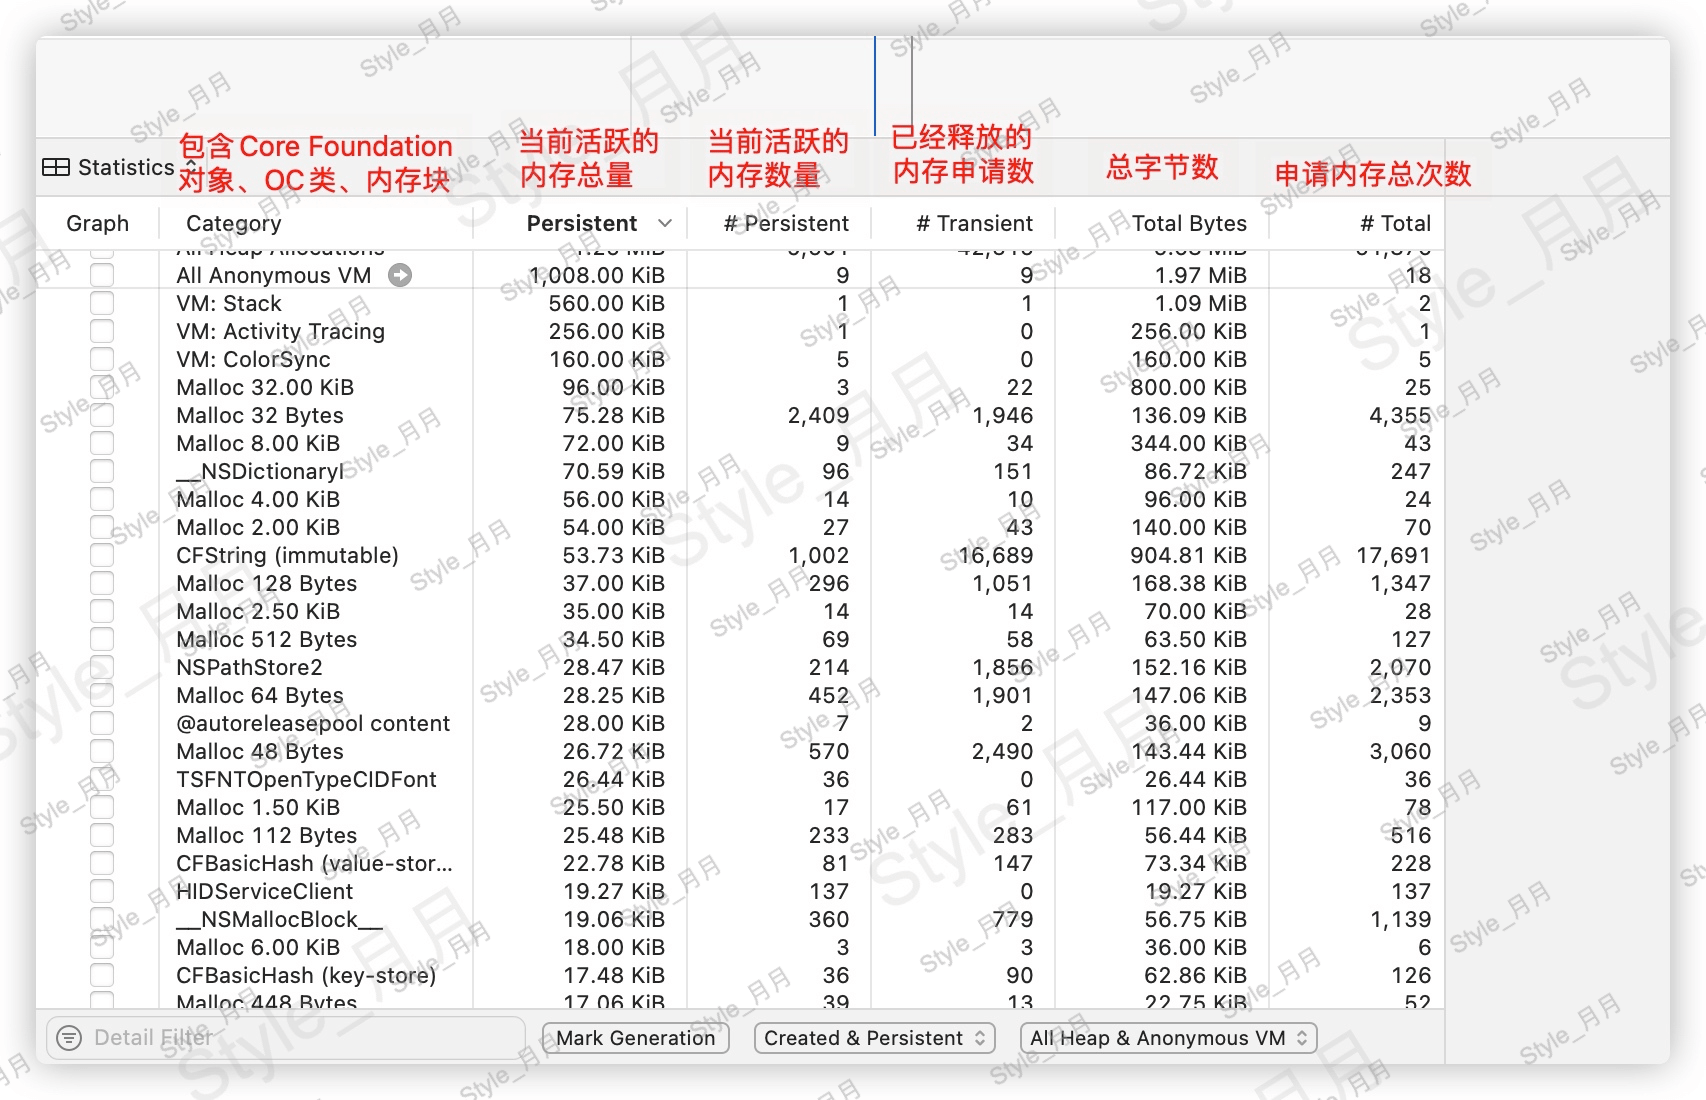 包含 Core Foundation
对象、OC 类、内存块
当前活跃的
内存总量
当前活跃的
内存数量
已经释放的
内存申请数
总字节数
申请内存总次数
Statistics
Graph Category Persistent # Persistent # Transient Total Bytes # Total
All Heap Allocations
All Anonymous VM 1,008.00 KiB 9 9 1.97 MiB 18
VM: Stack 560.00 KiB 1 1 1.09 MiB 2
VM: Activity Tracing 256.00 KiB 1 0 256.00 KiB 1
VM: ColorSync 160.00 KiB 5 0 160.00 KiB 5
Malloc 32.00 KiB 96.00 KiB 3 22 800.00 KiB 25
Malloc 32 Bytes 75.28 KiB 2,409 1,946 136.09 KiB 4,355
Malloc 8.00 KiB 72.00 KiB 9 34 344.00 KiB 43
__NSDictionaryI 70.59 KiB 96 151 86.72 KiB 247
Malloc 4.00 KiB 56.00 KiB 14 10 96.00 KiB 24
Malloc 2.00 KiB 54.00 KiB 27 43 140.00 KiB 70
CFString (immutable) 53.73 KiB 1,002 16,689 904.81 KiB 17,691
Malloc 128 Bytes 37.00 KiB 296 1,051 168.38 KiB 1,347
Malloc 2.50 KiB 35.00 KiB 14 14 70.00 KiB 28
Malloc 512 Bytes 34.50 KiB 69 58 63.50 KiB 127
NSPathStore2 28.47 KiB 214 1,856 152.16 KiB 2,070
Malloc 64 Bytes 28.25 KiB 452 1,901 147.06 KiB 2,353
@autoreleasepool content 28.00 KiB 7 2 36.00 KiB 9
Malloc 48 Bytes 26.72 KiB 570 2,490 143.44 KiB 3,060
TSFNTOpenTypeCIDFont 26.44 KiB 36 0 26.44 KiB 36
Malloc 1.50 KiB 25.50 KiB 17 61 117.00 KiB 78
Malloc 112 Bytes 25.48 KiB 233 283 56.44 KiB 516
CFBasicHash (value-stor... 22.78 KiB 81 147 73.34 KiB 228
HIDServiceClient 19.27 KiB 137 0 19.27 KiB 137
__NSMallocBlock__ 19.06 KiB 360 779 56.75 KiB 1,139
Malloc 6.00 KiB 18.00 KiB 3 3 36.00 KiB 6
CFBasicHash (key-store) 17.48 KiB 36 90 62.86 KiB 126
Malloc 448 Bytes 17.06 KiB 39 13 22.75 KiB 52
Detail Filter Mark Generation Created & Persistent All Heap & Anonymous VM
Style_月月